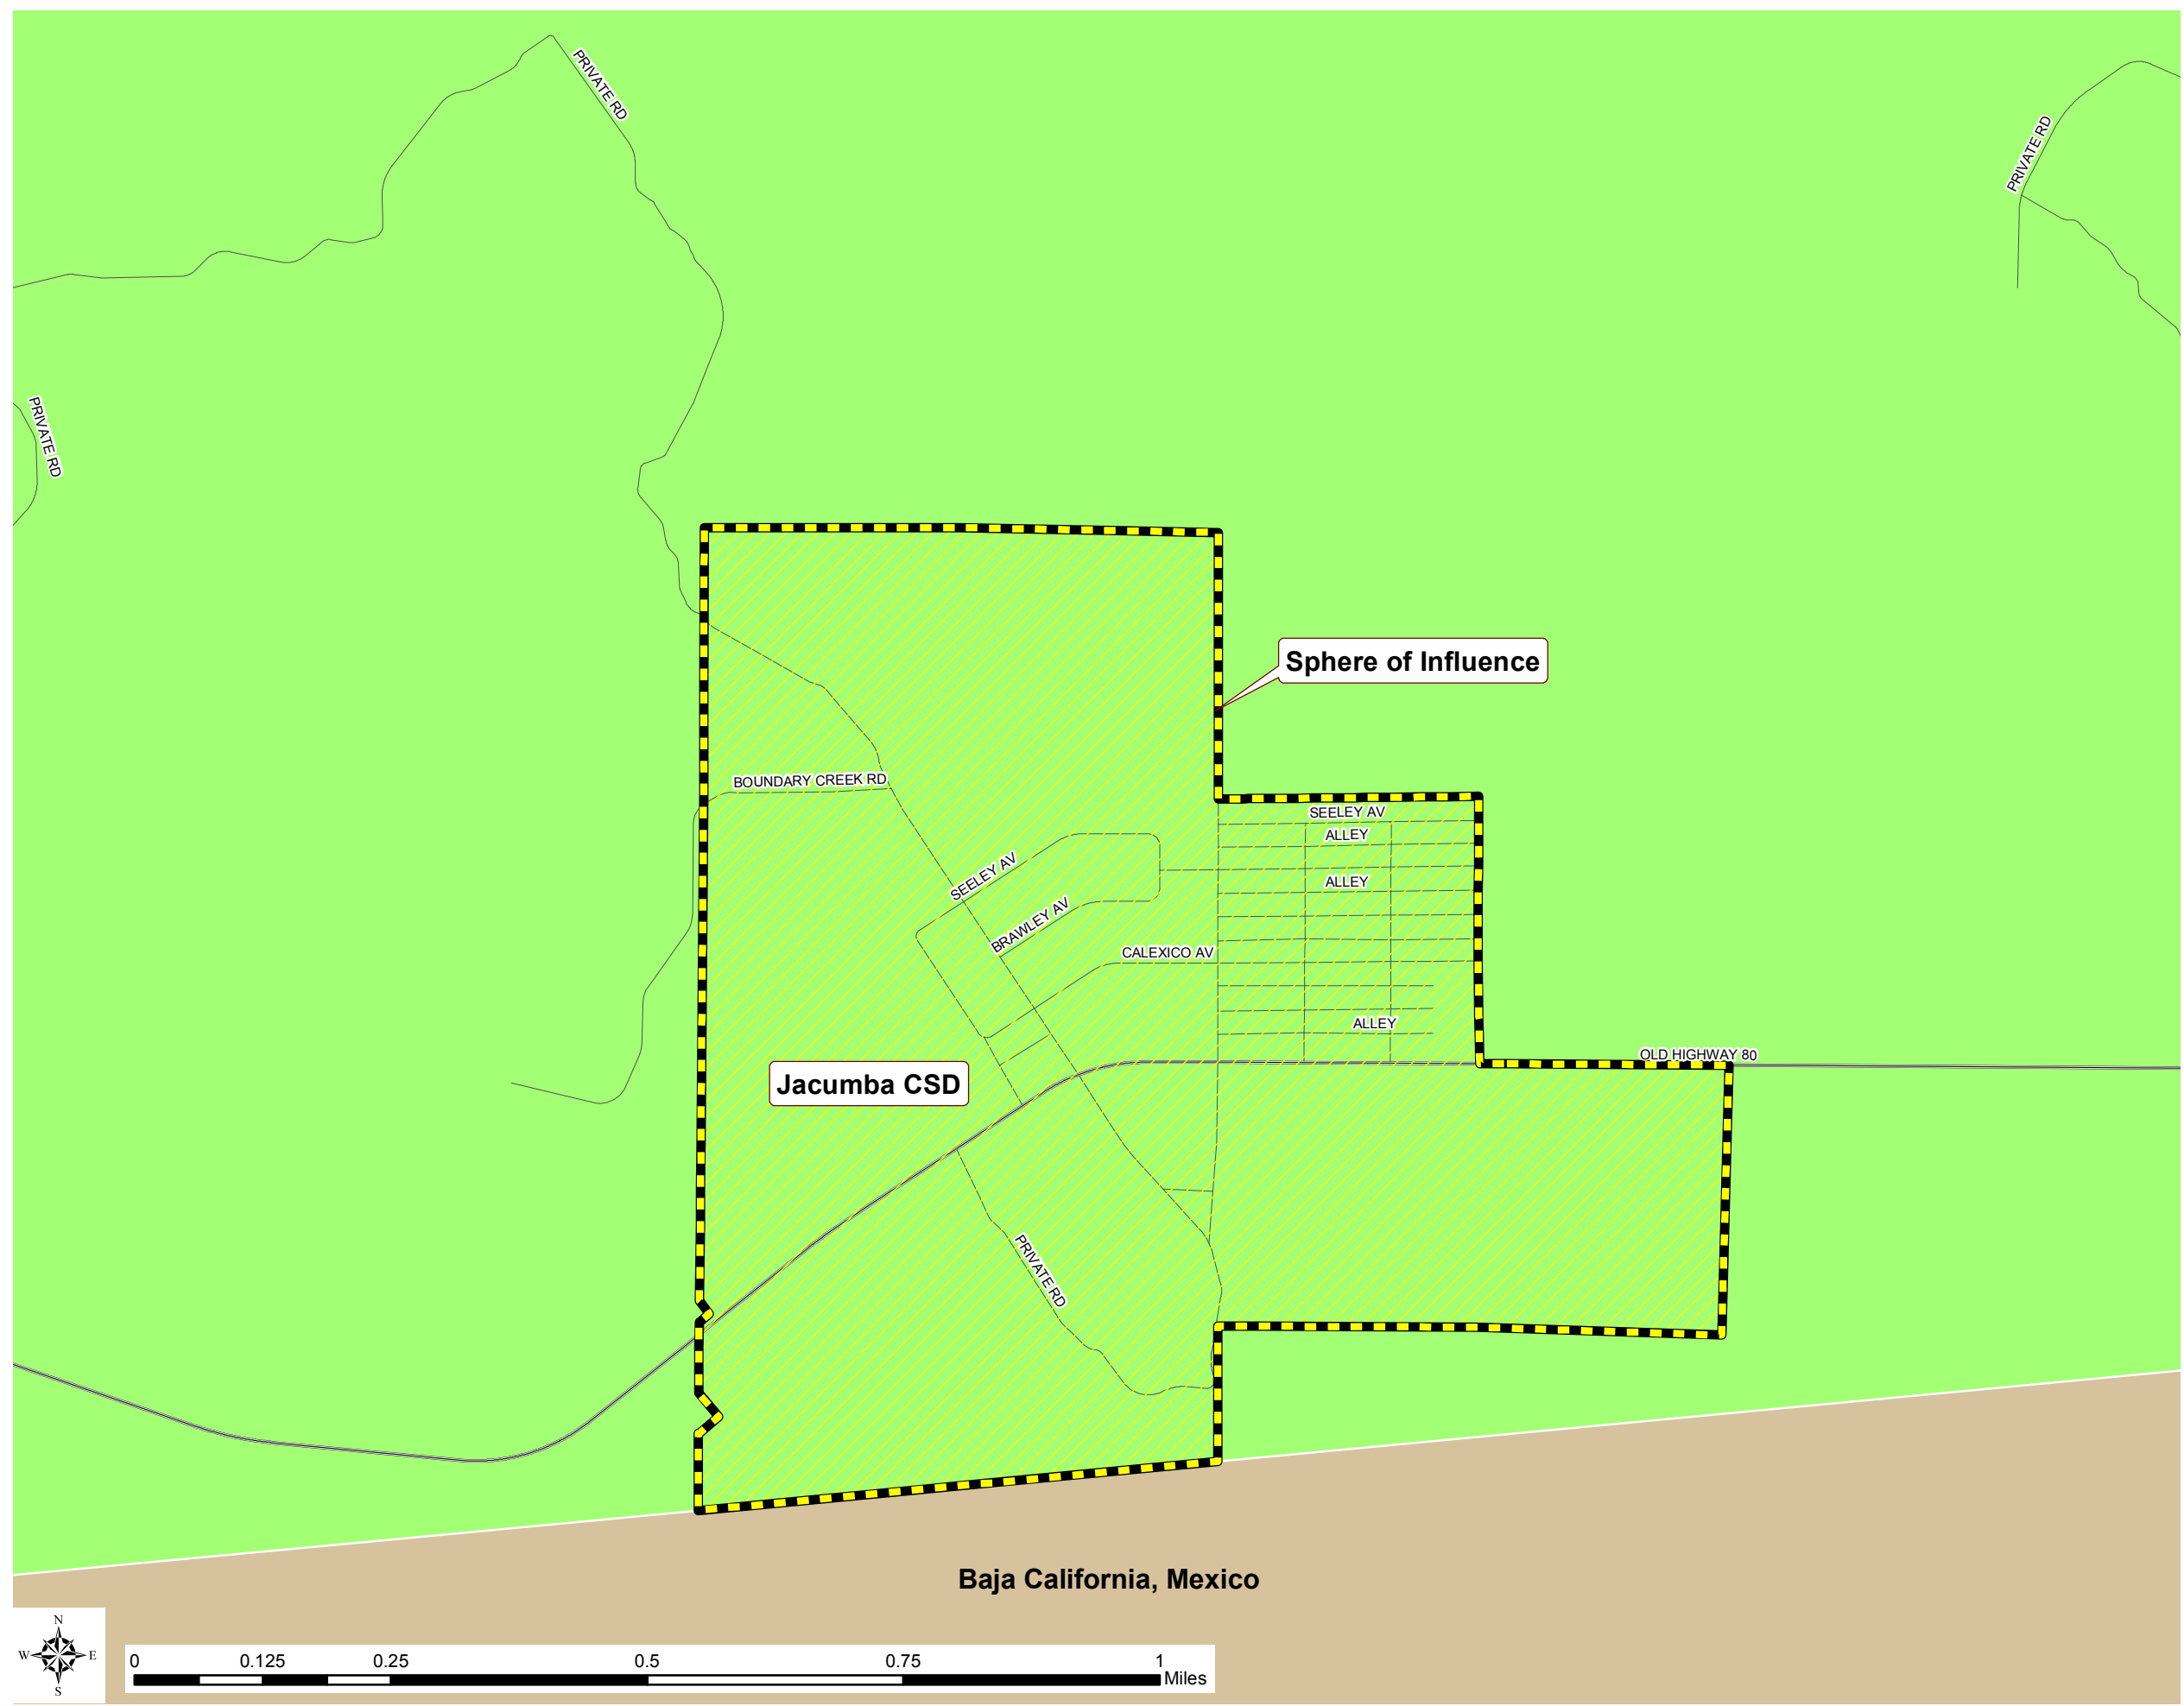 PRIVATE RD
PRIVATE RD
PRIVATE RD
Sphere of Influence
BOUNDARY CREEK RD
SEELEY AV
ALLEY
SEELEY AV
ALLEY
BRAWLEY AV
CALEXICO AV
ALLEY
OLD HIGHWAY 80
Jacumba CSD
PRIVATE RD
Baja California, Mexico
N
W E
S
0 0.125 0.25 0.5 0.75 1
Miles